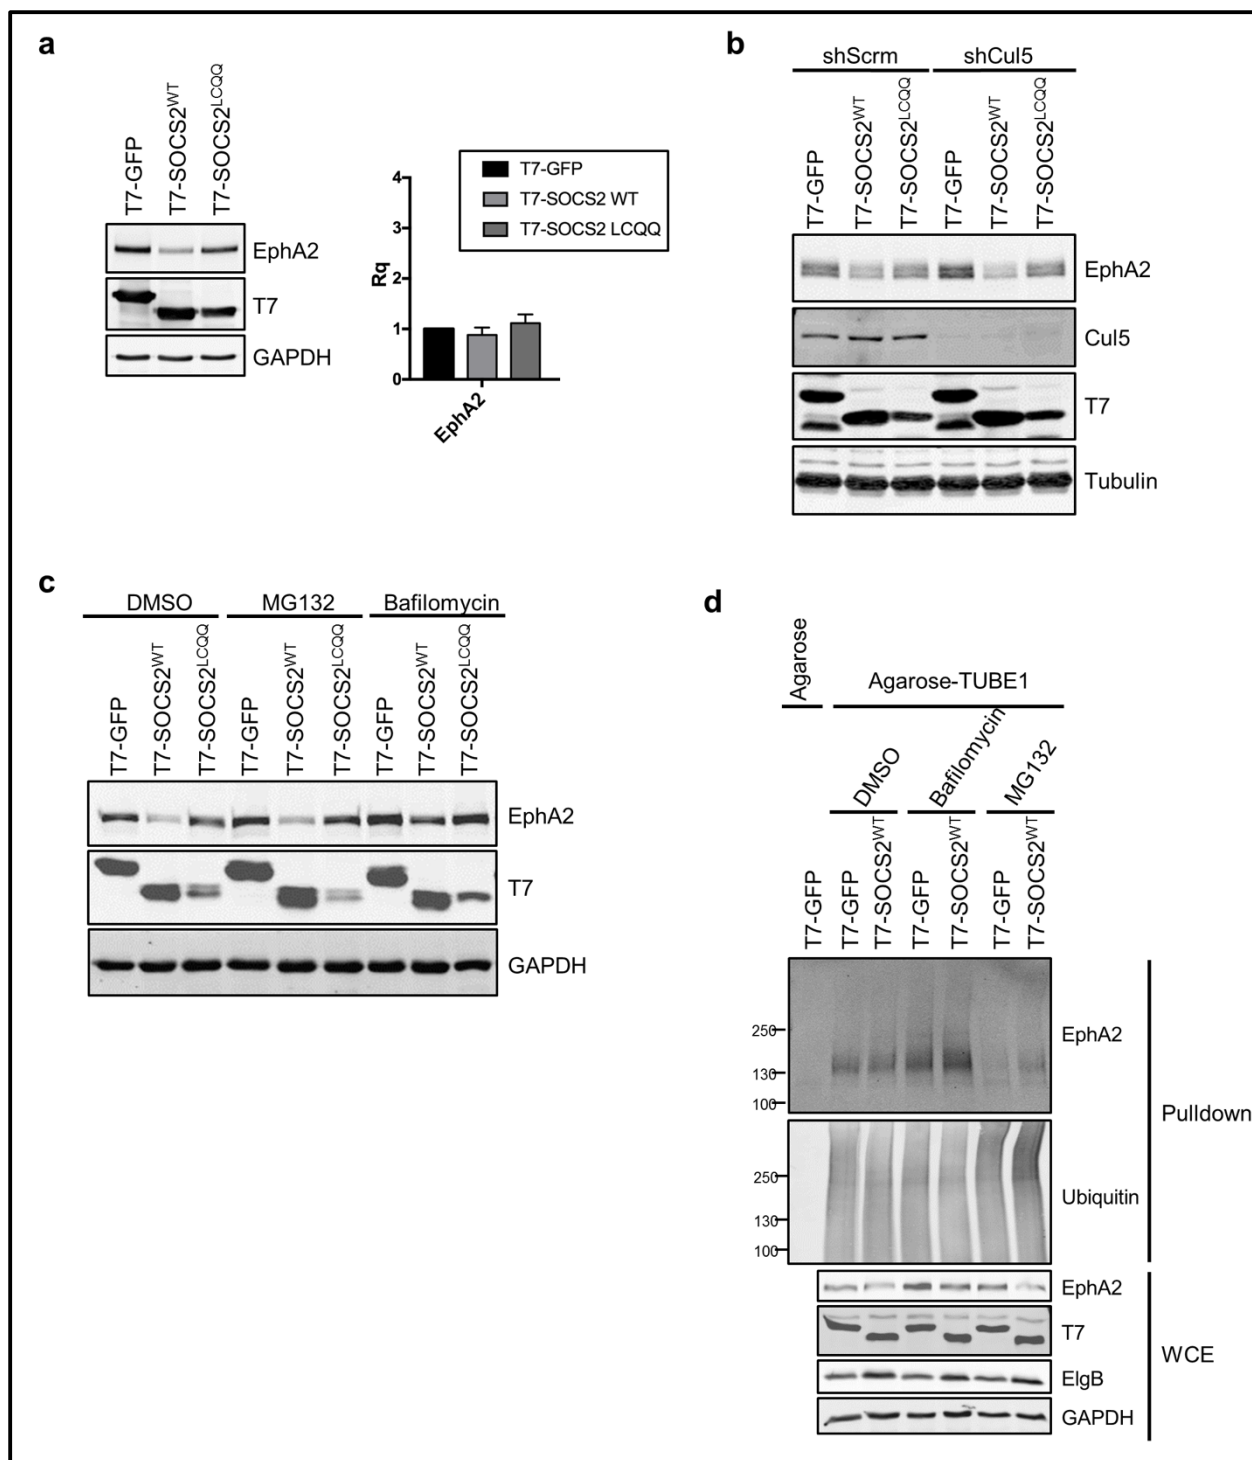 a
T7-GFP
T7-SOCS2WT
T7-SOCS2LCQQ
EphA2
T7
GAPDH
T7-GFP
T7-SOCS2 WT
T7-SOCS2 LCQQ
4
3
2
1
0
Rq
EphA2
b
shScrm
shCul5
T7-GFP
T7-SOCS2WT
T7-SOCS2LCQQ
T7-GFP
T7-SOCS2WT
T7-SOCS2LCQQ
EphA2
Cul5
T7
Tubulin
c
DMSO
MG132
Bafilomycin
T7-GFP
T7-SOCS2WT
T7-SOCS2LCQQ
T7-GFP
T7-SOCS2WT
T7-SOCS2LCQQ
T7-GFP
T7-SOCS2WT
T7-SOCS2LCQQ
EphA2
T7
GAPDH
d
Agarose
Agarose-TUBE1
DMSO
Bafilomycin
MG132
T7-GFP
T7-GFP
T7-SOCS2WT
T7-GFP
T7-SOCS2WT
T7-GFP
T7-SOCS2WT
250
130
100
EphA2
250
130
100
Ubiquitin
Pulldown
EphA2
T7
ElgB
GAPDH
WCE